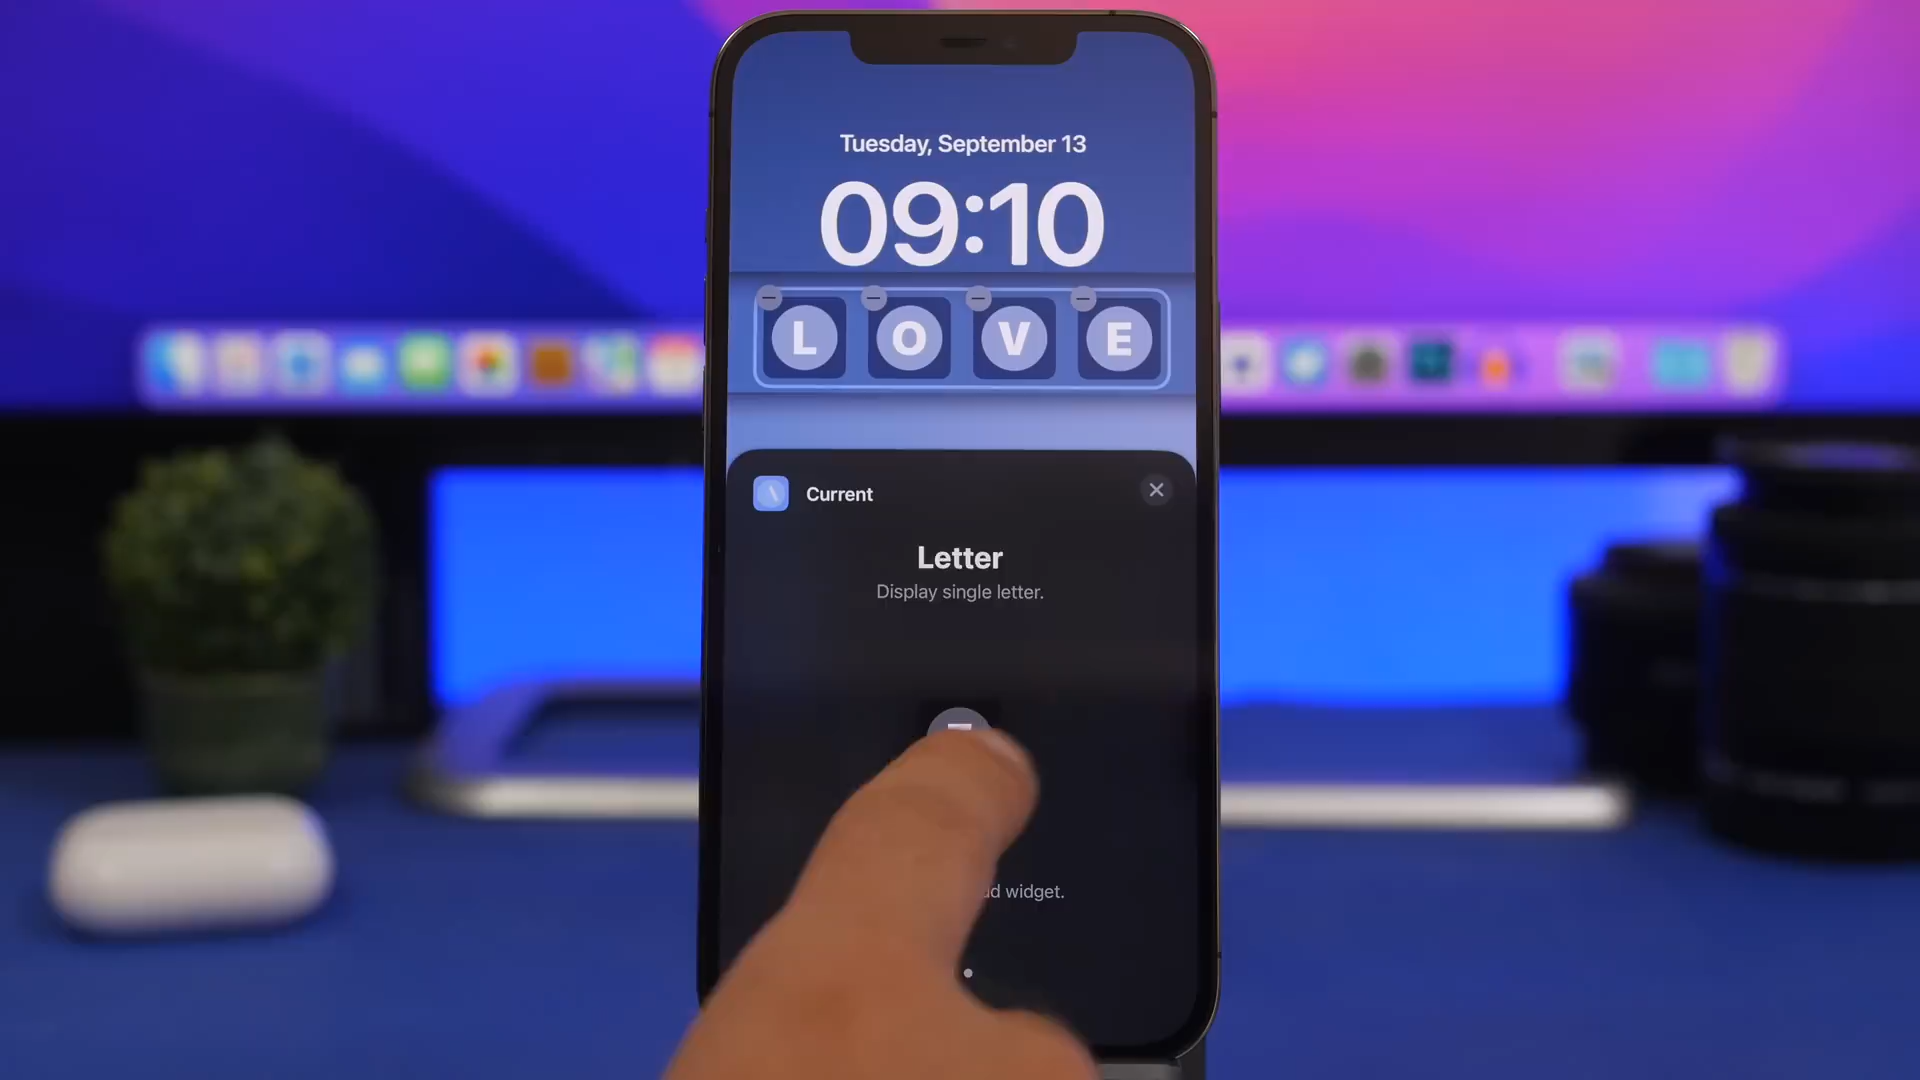 Tuesday, September 13
09:10
L O V E
Current
Letter
Display single letter.
widget.